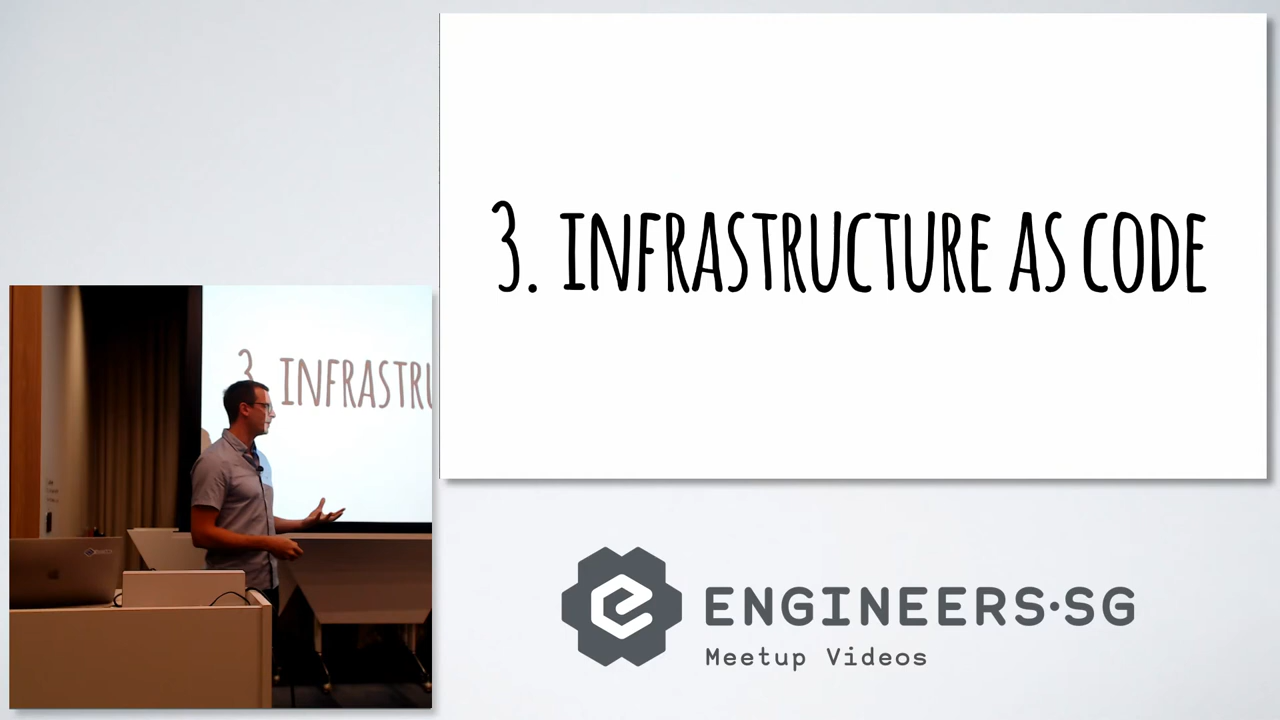 3. INFRASTRUCTURE AS CODE
3. INFRASTRU
ENGINEERS·SG
Meetup Videos